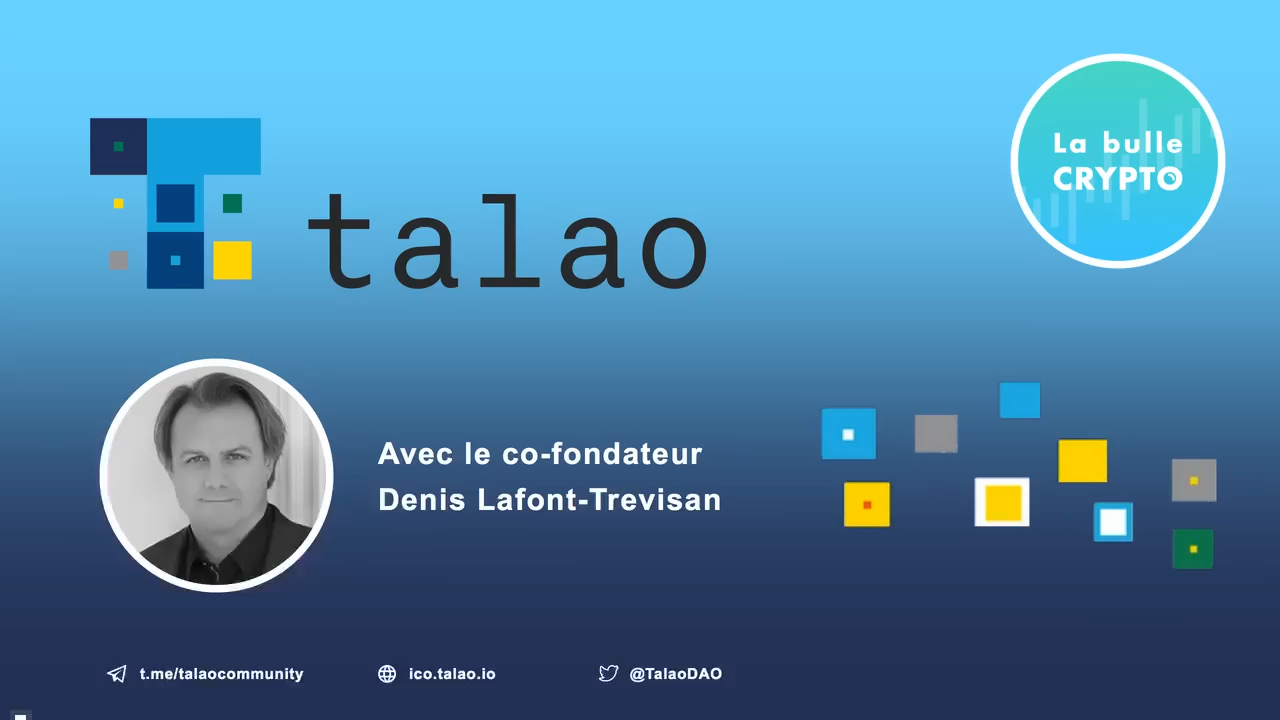 La bulle
CRYPTO
talao
Avec le co-fondateur
Denis Lafont-Trevisan
t.me/talaocommunity
ico.talao.io
@TalaoDAO